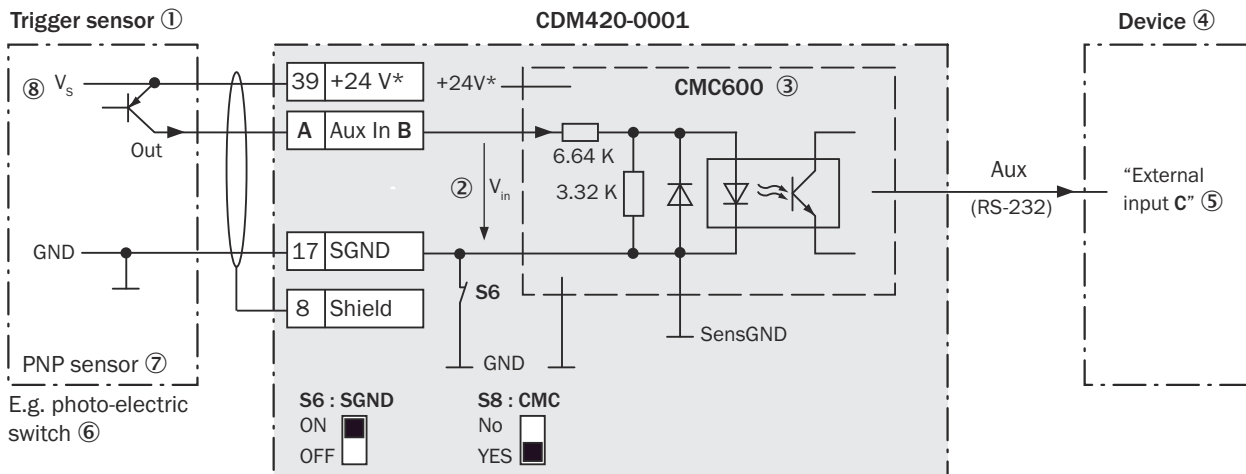 Trigger sensor ①
CDM420-0001
Device ④
⑧ Vs
39 +24 V*
+24V*
CMC600 ③
A Aux In B
Out
6.64 K
② Vin
3.32 K
Aux
(RS-232)
“External
input C” ⑤
GND
17 SGND
S6
8 Shield
SensGND
GND
PNP sensor ⑦
E.g. photo-electric
switch ⑥
S6 : SGND
ON
OFF
S8 : CMC
No
YES